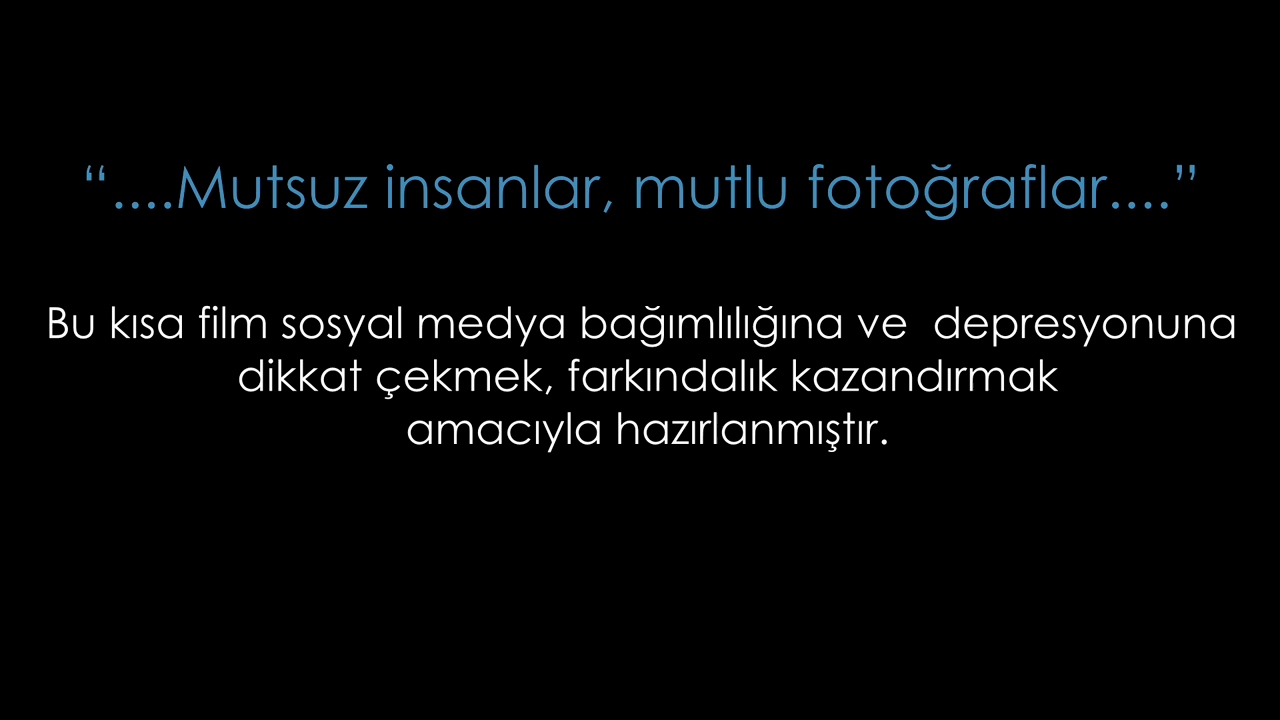 “....Mutsuz insanlar, mutlu fotoğraflar....”
Bu kısa film sosyal medya bağımlılığına ve  depresyonuna
dikkat çekmek, farkındalık kazandırmak
amacıyla hazırlanmıştır.